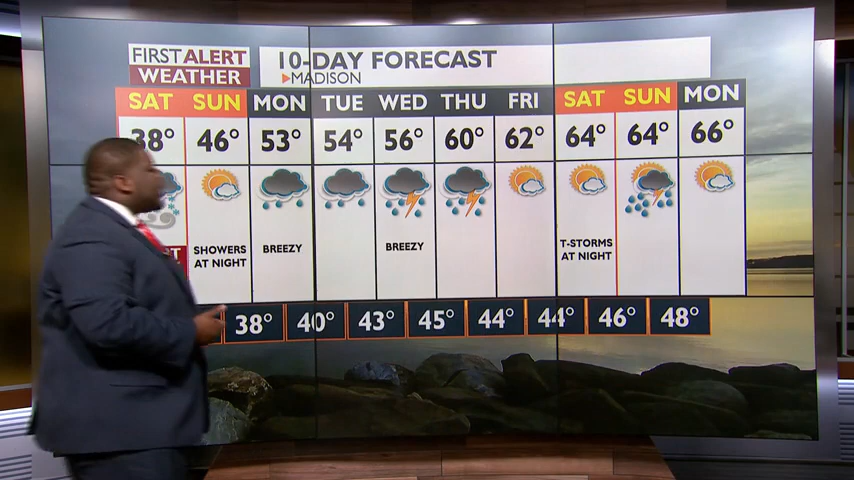 FIRST ALERT
WEATHER
10-DAY FORECAST
MADISON
SAT SUN MON TUE WED THU FRI SAT SUN MON
38° 46° 53° 54° 56° 60° 62° 64° 64° 66°
SHOWERS
AT NIGHT
BREEZY
BREEZY
T-STORMS
AT NIGHT
38° 40° 43° 45° 44° 44° 46° 48°